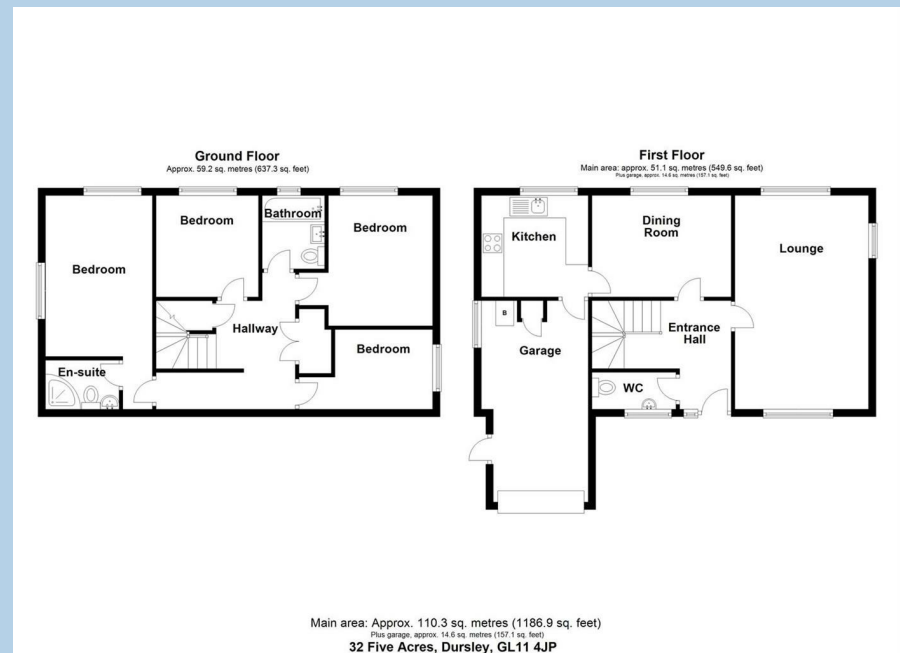 Ground Floor
Approx. 59.2 sq. metres (637.3 sq. feet)
Bedroom
Bedroom
Bathroom
Bedroom
Hallway
Bedroom
En-suite
First Floor
Main area: approx. 51.1 sq. metres (549.6 sq. feet)
Plus garage, approx. 14.6 sq. metres (157.1 sq. feet)
Kitchen
Dining
Room
Lounge
B
Garage
Entrance
Hall
WC
Main area: Approx. 110.3 sq. metres (1186.9 sq. feet)
Plus garage, approx. 14.6 sq. metres (157.1 sq. feet)
32 Five Acres, Dursley, GL11 4JP